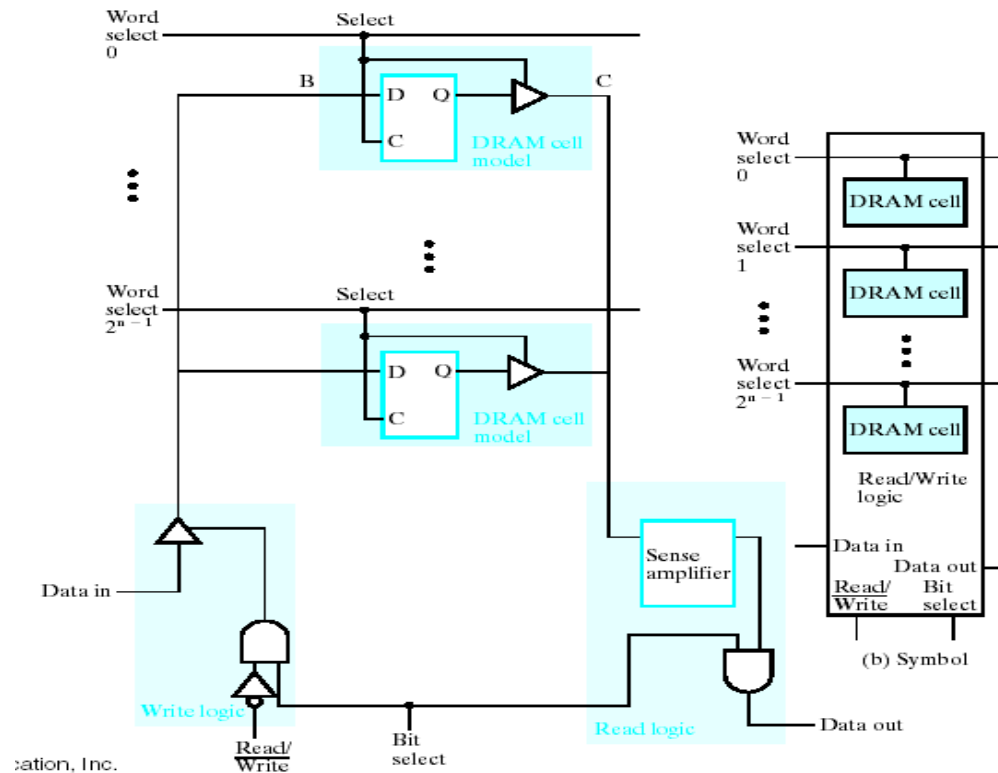 Word
select
0
Select
B
C
D
Q
C
DRAM cell
model
Word
select
2ⁿ ⁻ ¹
Select
D
Q
C
DRAM cell
model
Data in
Write logic
Read/
Write
Bit
select
Sense
amplifier
Read logic
Data out
Word
select
0
DRAM cell
Word
select
1
DRAM cell
Word
select
2ⁿ ⁻ ¹
DRAM cell
Read/Write
logic
Data in
Data out
Read/
Write
Bit
select
(b) Symbol
cation, Inc.